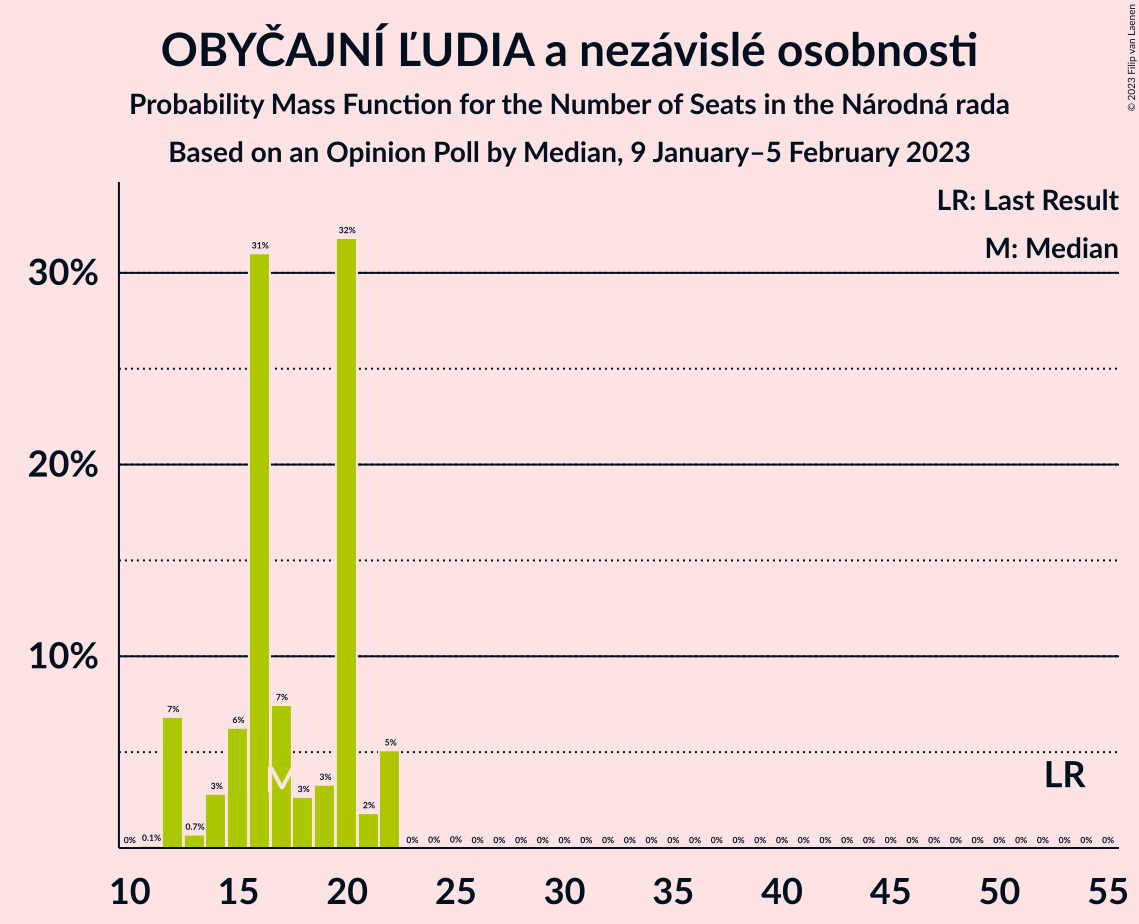 OBYČAJNÍ ĽUDIA a nezávislé osobnosti
Probability Mass Function for the Number of Seats in the Národná rada
Based on an Opinion Poll by Median, 9 January–5 February 2023
© 2023 Filip van Laenen
LR: Last Result
M: Median
30%
20%
10%
0% 0.1% 7% 0.7% 3% 6% 31% 7% 3% 3% 32% 2% 5% 0% 0% 0% 0% 0% 0% 0% 0% 0% 0% 0% 0% 0% 0% 0% 0% 0% 0% 0% 0% 0% 0% 0% 0% 0% 0% 0% 0% 0% 0% 0% 0% 0%
M
LR
10 15 20 25 30 35 40 45 50 55